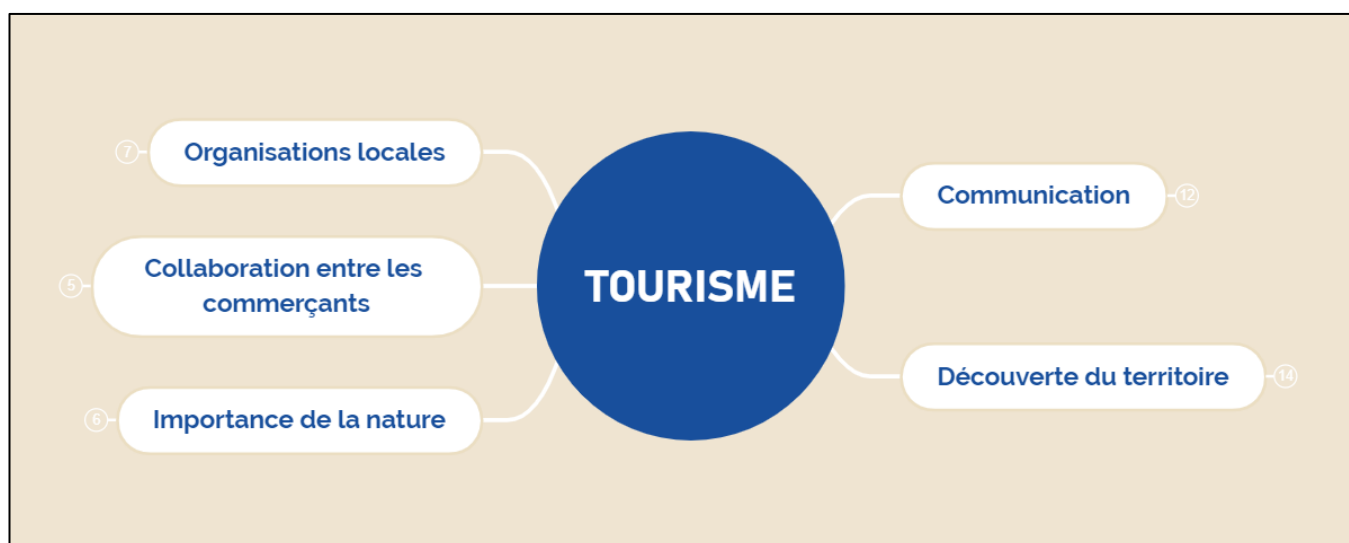 7
Organisations locales
5
Collaboration entre les
commerçants
6
Importance de la nature
TOURISME
Communication
12
Découverte du territoire
14